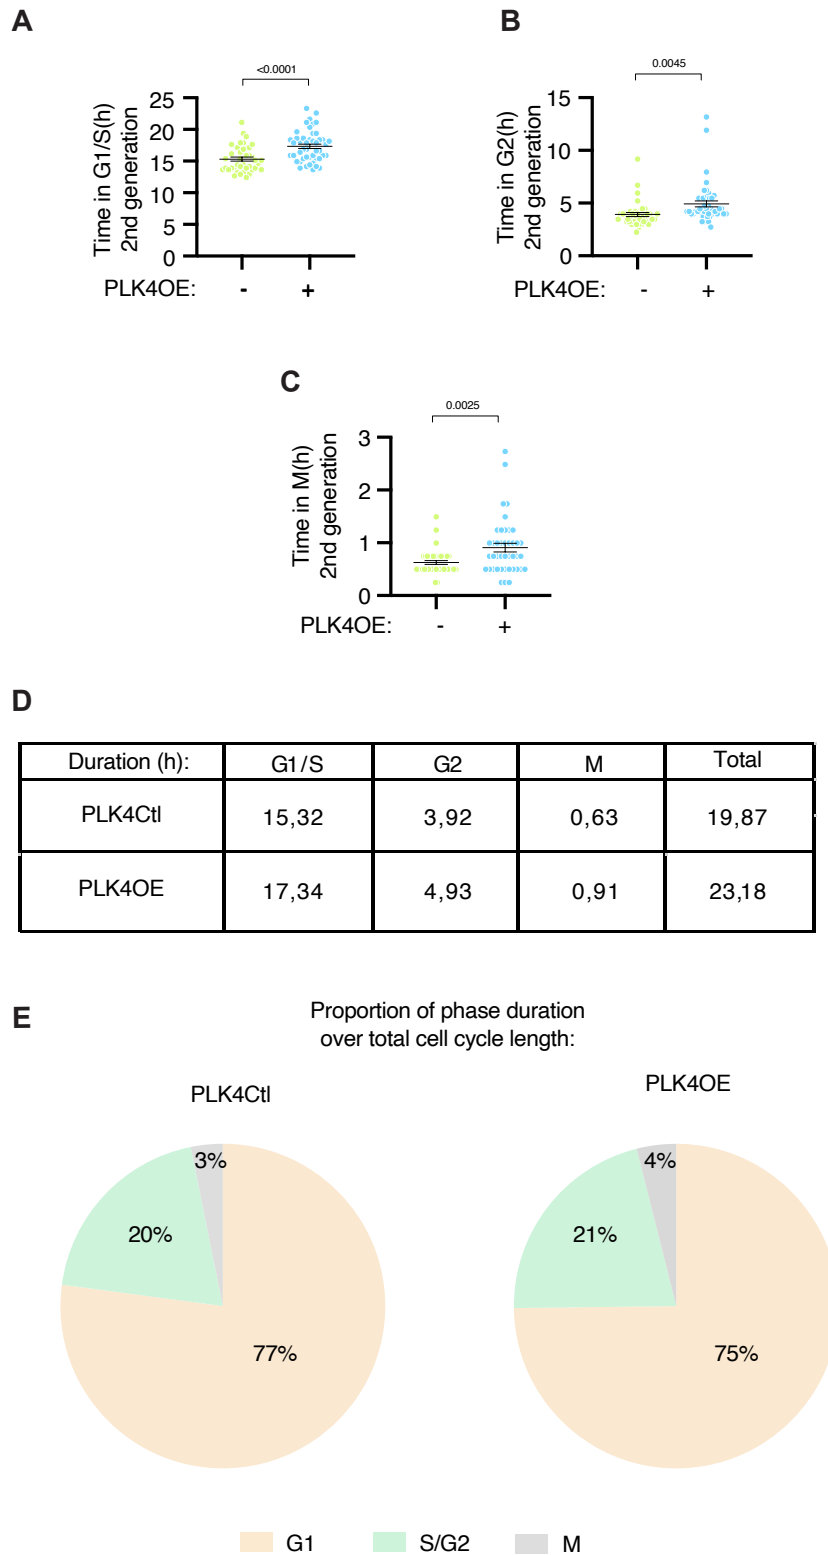 A
<0.0001
Time in G1/S(h)
2nd generation
25
20
15
10
5
0
PLK4OE: - +
B
0.0045
Time in G2(h)
2nd generation
15
10
5
0
PLK4OE: - +
C
0.0025
Time in M(h)
2nd generation
3
2
1
0
PLK4OE: - +
D
Duration (h): G1/S G2 M Total
PLK4Ctl 15,32 3,92 0,63 19,87
PLK4OE 17,34 4,93 0,91 23,18
E
Proportion of phase duration
over total cell cycle length:
PLK4Ctl
3%
20%
77%
PLK4OE
4%
21%
75%
G1 S/G2 M